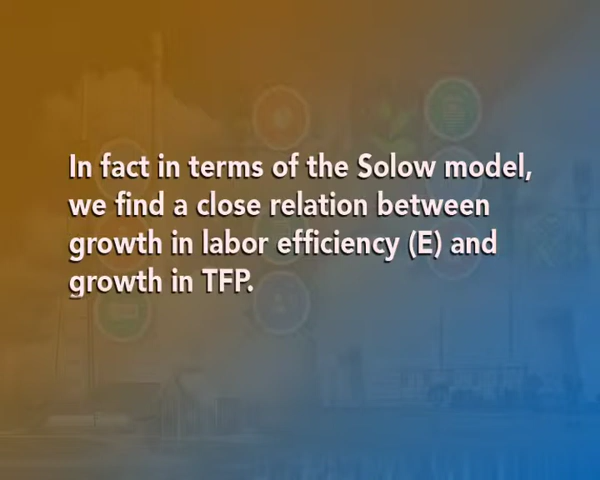 In fact in terms of the Solow model,
we find a close relation between
growth in labor efficiency (E) and
growth in TFP.